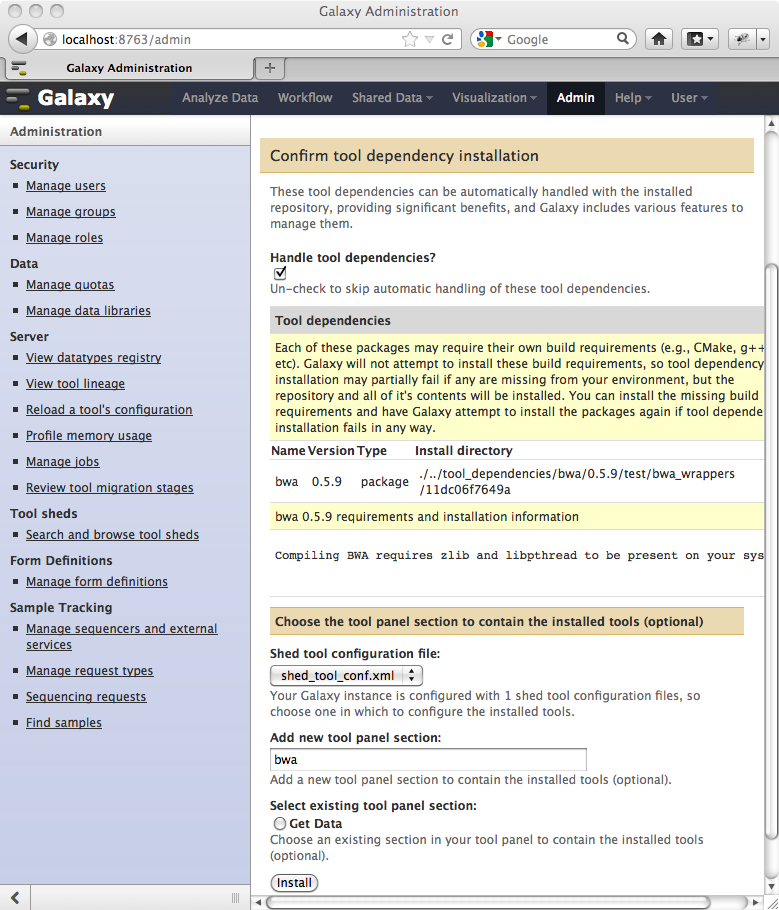 Galaxy Administration
localhost:8763/admin
Google
Galaxy Administration
Galaxy
Analyze Data
Workflow
Shared Data
Visualization
Admin
Help
User
Administration
Security
Manage users
Manage groups
Manage roles
Data
Manage quotas
Manage data libraries
Server
View datatypes registry
View tool lineage
Reload a tool's configuration
Profile memory usage
Manage jobs
Review tool migration stages
Tool sheds
Search and browse tool sheds
Form Definitions
Manage form definitions
Sample Tracking
Manage sequencers and external
services
Manage request types
Sequencing requests
Find samples
Confirm tool dependency installation
These tool dependencies can be automatically handled with the installed
repository, providing significant benefits, and Galaxy includes various features to
manage them.
Handle tool dependencies?
Un-check to skip automatic handling of these tool dependencies.
Tool dependencies
Each of these packages may require their own build requirements (e.g., CMake, g++
etc). Galaxy will not attempt to install these build requirements, so tool dependency
installation may partially fail if any are missing from your environment, but the
repository and all of it's contents will be installed. You can install the missing build
requirements and have Galaxy attempt to install the packages again if tool depende
installation fails in any way.
Name Version Type Install directory
bwa 0.5.9 package ./../tool_dependencies/bwa/0.5.9/test/bwa_wrappers
/11dc06f7649a
bwa 0.5.9 requirements and installation information
Compiling BWA requires zlib and libpthread to be present on your sys
Choose the tool panel section to contain the installed tools (optional)
Shed tool configuration file:
shed_tool_conf.xml
Your Galaxy instance is configured with 1 shed tool configuration files, so
choose one in which to configure the installed tools.
Add new tool panel section:
bwa
Add a new tool panel section to contain the installed tools (optional).
Select existing tool panel section:
Get Data
Choose an existing section in your tool panel to contain the installed tools
(optional).
Install